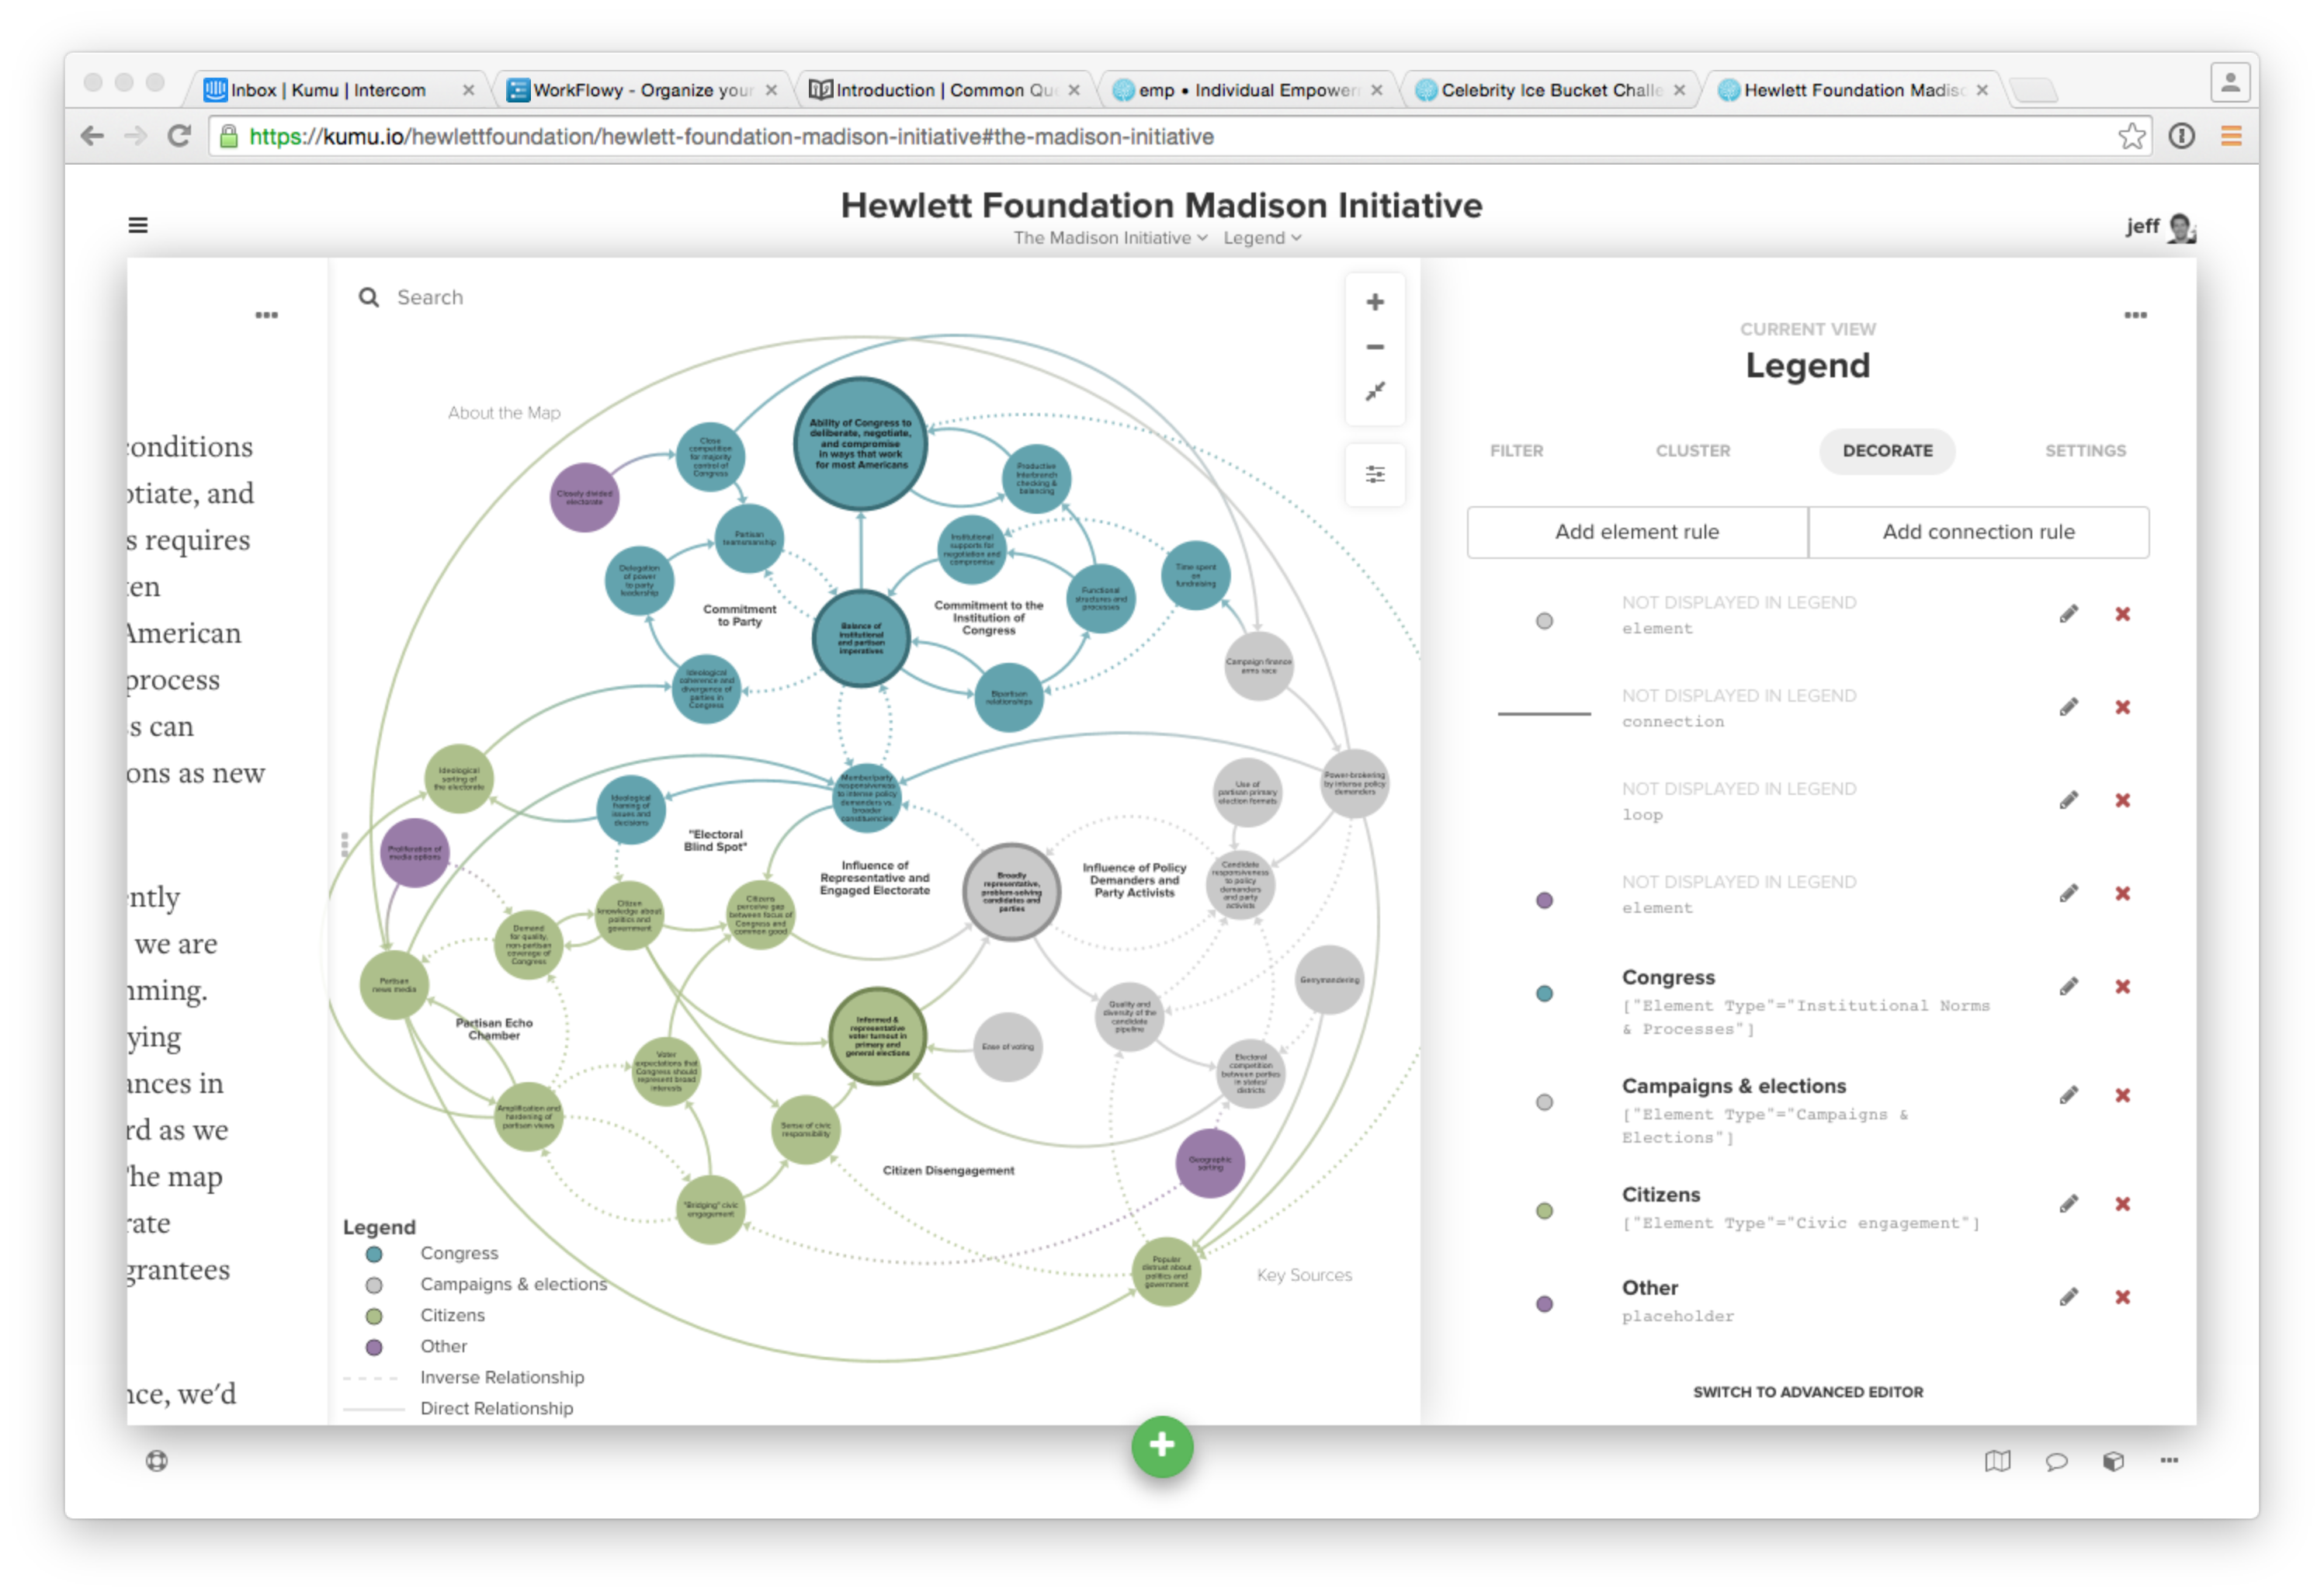 Inbox | Kumu | Intercom
WorkFlowy - Organize your
Introduction | Common Qu
emp • Individual Empower
Celebrity Ice Bucket Challe
Hewlett Foundation Madis
https://kumu.io/hewlettfoundation/hewlett-foundation-madison-initiative#the-madison-initiative
Hewlett Foundation Madison Initiative
The Madison Initiative
Legend
jeff
conditions
otiate, and
s requires
ten
American
process
s can
ons as new
ently
we are
nming.
ying
ances in
rd as we
The map
rate
grantees
nce, we'd
Search
About the Map
Ability of Congress to
deliberate, negotiate,
and compromise
in ways that work
for most Americans
Close
competition
for majority
control of
Congress
Closely divided
electorate
Productive
interbranch
checking &
balancing
Partisan
teamsmanship
Institutional
supports for
negotiation and
compromise
Delegation
of power
to party
leadership
Time spent
on
fundraising
Functional
structures and
processes
Commitment
to Party
Commitment to the
Institution of
Congress
Balance of
institutional
and partisan
imperatives
Campaign finance
arms race
Ideological
coherence and
divergence of
parties in
Congress
Bipartisan
relationships
Ideological
sorting of
the electorate
Member/party
responsiveness
to intense policy
demanders vs.
broader
constituencies
Use of
partisan primary
election formats
Power-brokering
by intense policy
demanders
Ideological
framing of
issues and
decisions
"Electoral
Blind Spot"
Proliferation of
media options
Influence of
Representative and
Engaged Electorate
Broadly
representative,
problem-solving
candidates and
parties
Influence of Policy
Demanders and
Party Activists
Candidate
responsiveness
to policy
demanders
and party
activists
Citizen
knowledge about
politics and
government
Citizens
perceive gap
between focus of
Congress and
common good
Demand
for quality,
non-partisan
coverage of
Congress
Partisan
news media
Gerrymandering
Quality and
diversity of the
candidate
pipeline
Partisan Echo
Chamber
Informed &
representative
voter turnout in
primary and
general elections
Ease of voting
Voter
expectations that
Congress should
represent broad
interests
Electoral
competition
between parties
in states/
districts
Amplification and
hardening of
partisan views
Sense of civic
responsibility
Geographic
sorting
Citizen Disengagement
"Bridging" civic
engagement
Popular
distrust about
politics and
government
Key Sources
Legend
Congress
Campaigns & elections
Citizens
Other
Inverse Relationship
Direct Relationship
CURRENT VIEW
Legend
FILTER
CLUSTER
DECORATE
SETTINGS
Add element rule
Add connection rule
NOT DISPLAYED IN LEGEND
element
NOT DISPLAYED IN LEGEND
connection
NOT DISPLAYED IN LEGEND
loop
NOT DISPLAYED IN LEGEND
element
Congress
["Element Type"="Institutional Norms
& Processes"]
Campaigns & elections
["Element Type"="Campaigns &
Elections"]
Citizens
["Element Type"="Civic engagement"]
Other
placeholder
SWITCH TO ADVANCED EDITOR